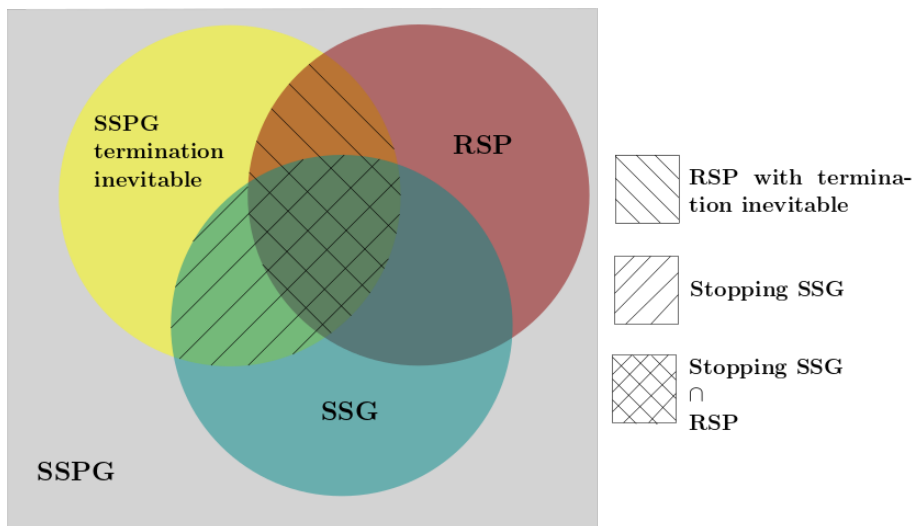 SSPG
termination
inevitable
RSP
SSG
SSPG
RSP with termina-
tion inevitable
Stopping SSG
Stopping SSG
∩
RSP